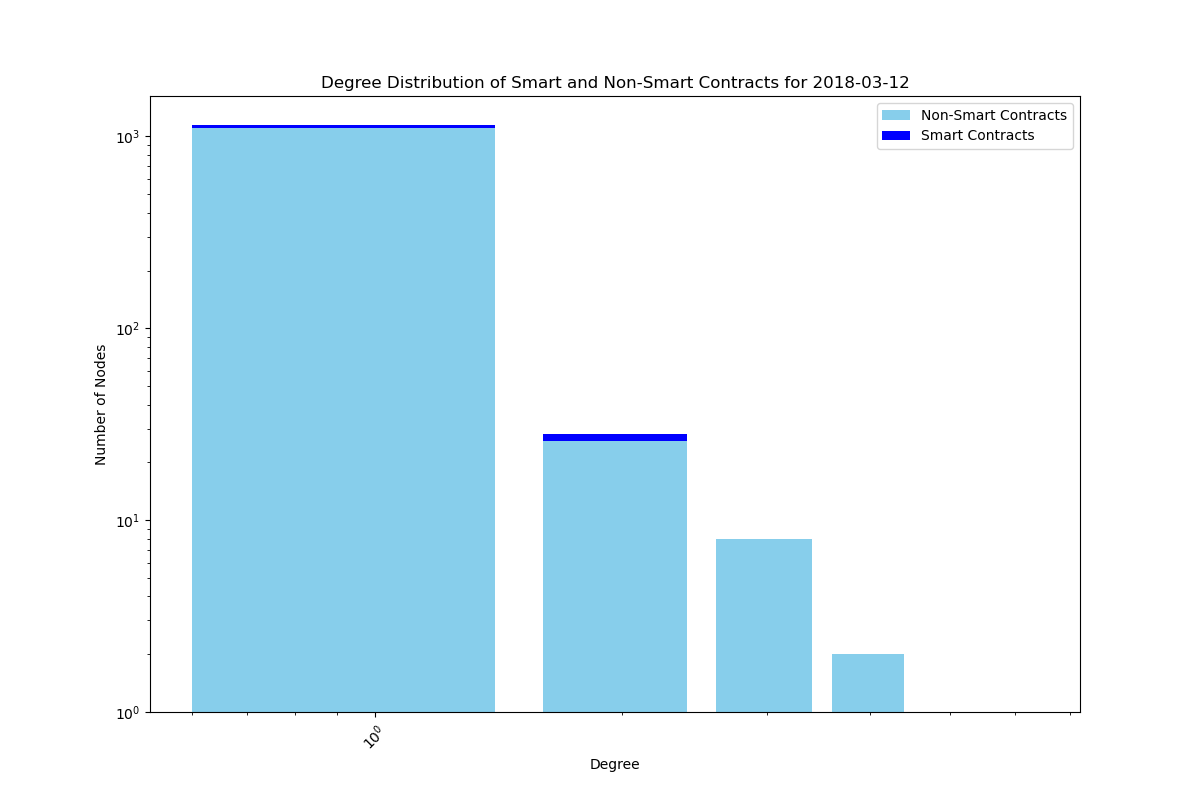 Degree Distribution of Smart and Non-Smart Contracts for 2018-03-12
Non-Smart Contracts
Smart Contracts
10³
10²
10¹
10⁰
Number of Nodes
10⁰
Degree